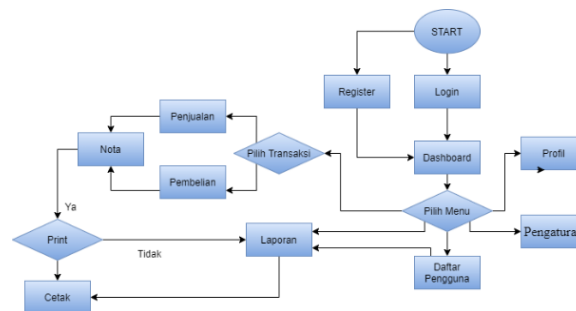 START
Register
Login
Penjualan
Nota
Pilih Transaksi
Dashboard
Profil
Pembelian
Ya
Pilih Menu
Print
Tidak
Laporan
Pengatura
Daftar
Pengguna
Cetak